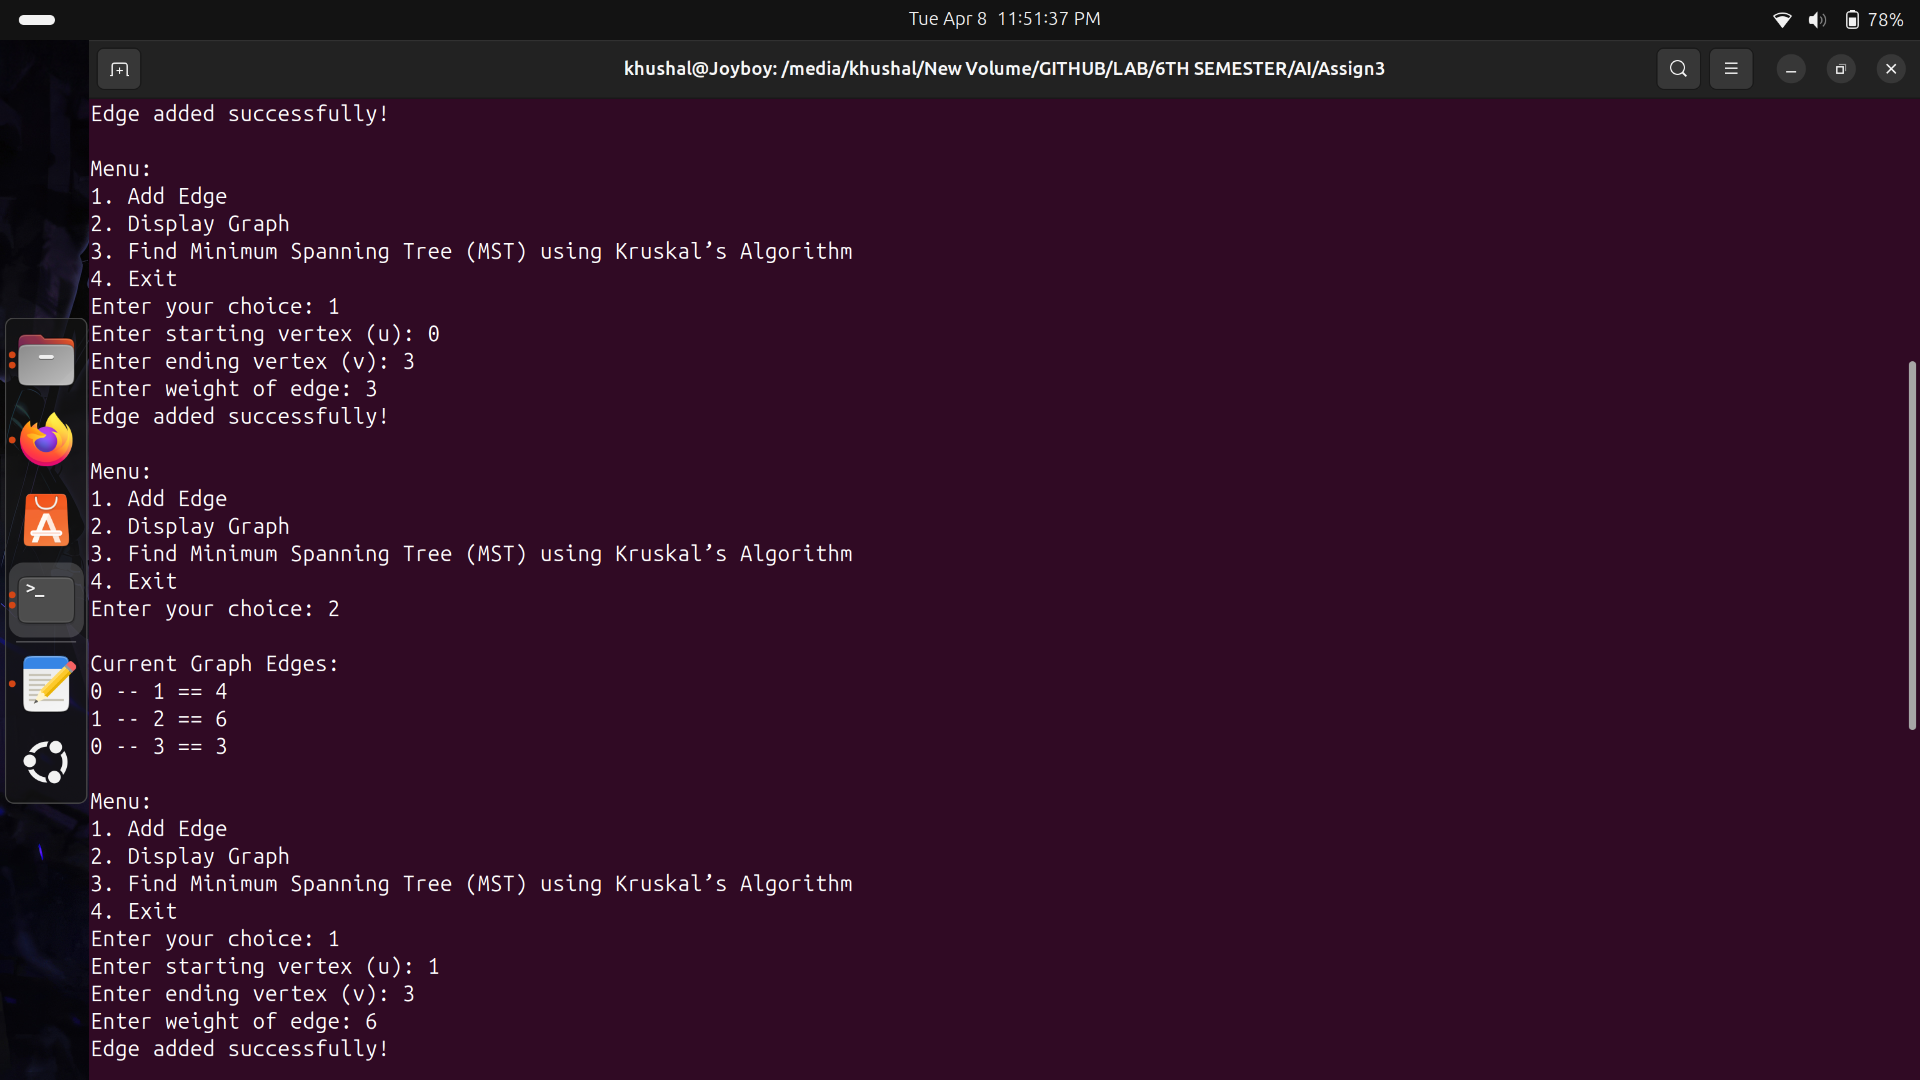 Tue Apr 8  11:51:37 PM
78%
khushal@Joyboy: /media/khushal/New Volume/GITHUB/LAB/6TH SEMESTER/AI/Assign3
Edge added successfully!
Menu:
1. Add Edge
2. Display Graph
3. Find Minimum Spanning Tree (MST) using Kruskal’s Algorithm
4. Exit
Enter your choice: 1
Enter starting vertex (u): 0
Enter ending vertex (v): 3
Enter weight of edge: 3
Edge added successfully!
Menu:
1. Add Edge
2. Display Graph
3. Find Minimum Spanning Tree (MST) using Kruskal’s Algorithm
4. Exit
Enter your choice: 2
Current Graph Edges:
0 -- 1 == 4
1 -- 2 == 6
0 -- 3 == 3
Menu:
1. Add Edge
2. Display Graph
3. Find Minimum Spanning Tree (MST) using Kruskal’s Algorithm
4. Exit
Enter your choice: 1
Enter starting vertex (u): 1
Enter ending vertex (v): 3
Enter weight of edge: 6
Edge added successfully!